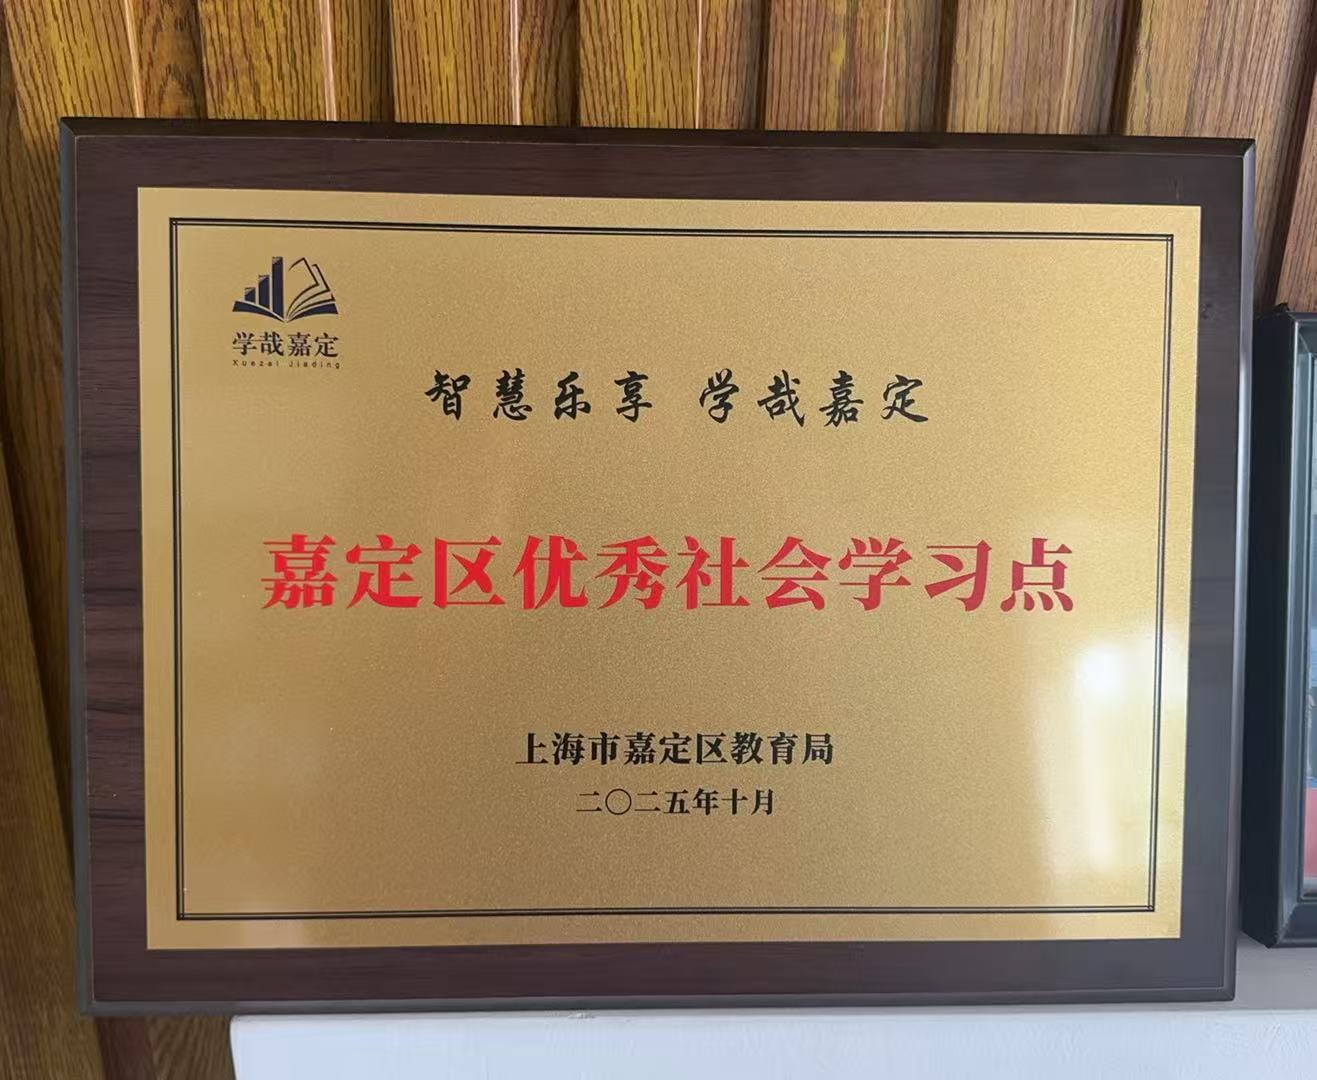 学哉嘉定
Xuezai Jiading
智慧乐享 学哉嘉定
嘉定区优秀社会学习点
上海市嘉定区教育局
二〇二五年十月